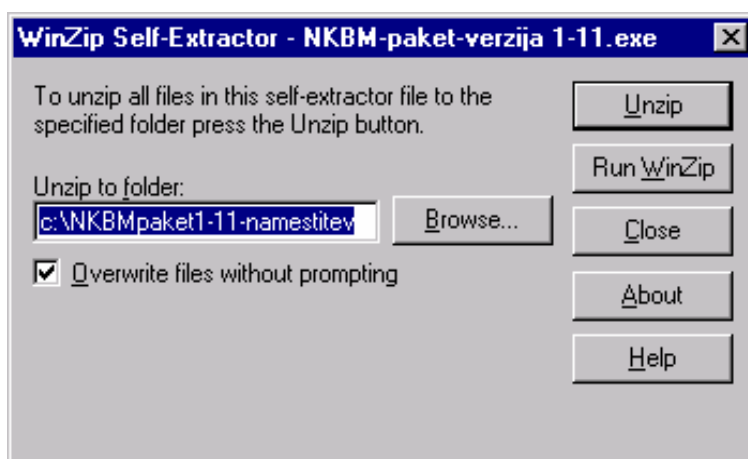 WinZip Self-Extractor - NKBM-paket-verzija 1-11.exe
To unzip all files in this self-extractor file to the
specified folder press the Unzip button.
Unzip to folder:
c:\NKBMpaket1-11-namestitev
Browse...
Overwrite files without prompting
Unzip
Run WinZip
Close
About
Help